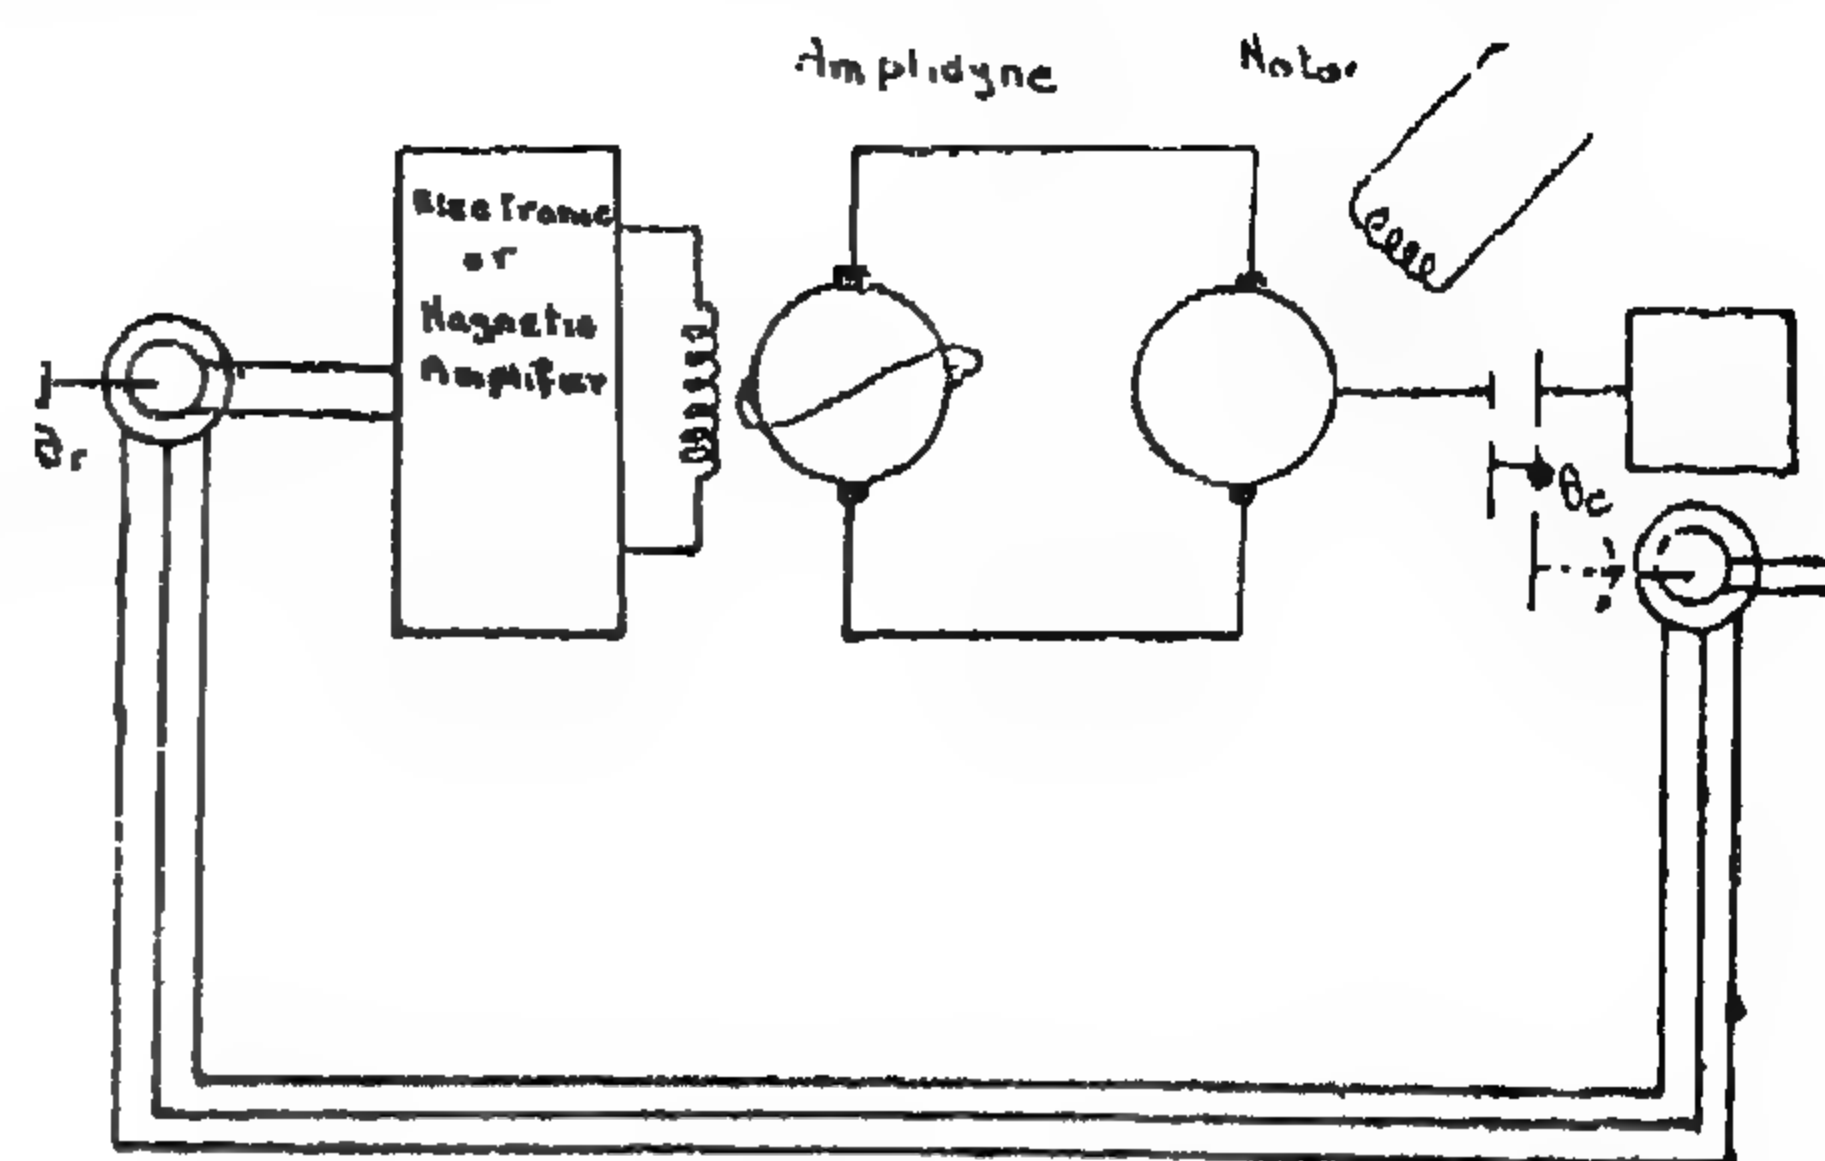 Amplidyne
Motor
Electronic
or
Magnetic
Amplifier
θr
θc